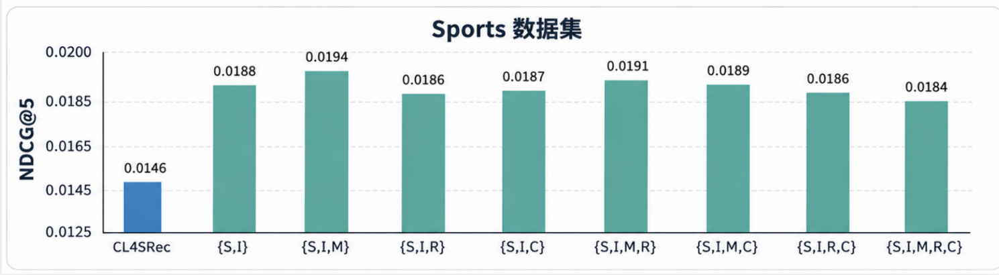 Sports 数据集
NDCG@5
0.0200
0.0185
0.0165
0.0145
0.0125
0.0146
0.0188
0.0194
0.0186
0.0187
0.0191
0.0189
0.0186
0.0184
CL4SRec
{S,I}
{S,I,M}
{S,I,R}
{S,I,C}
{S,I,M,R}
{S,I,M,C}
{S,I,R,C}
{S,I,M,R,C}